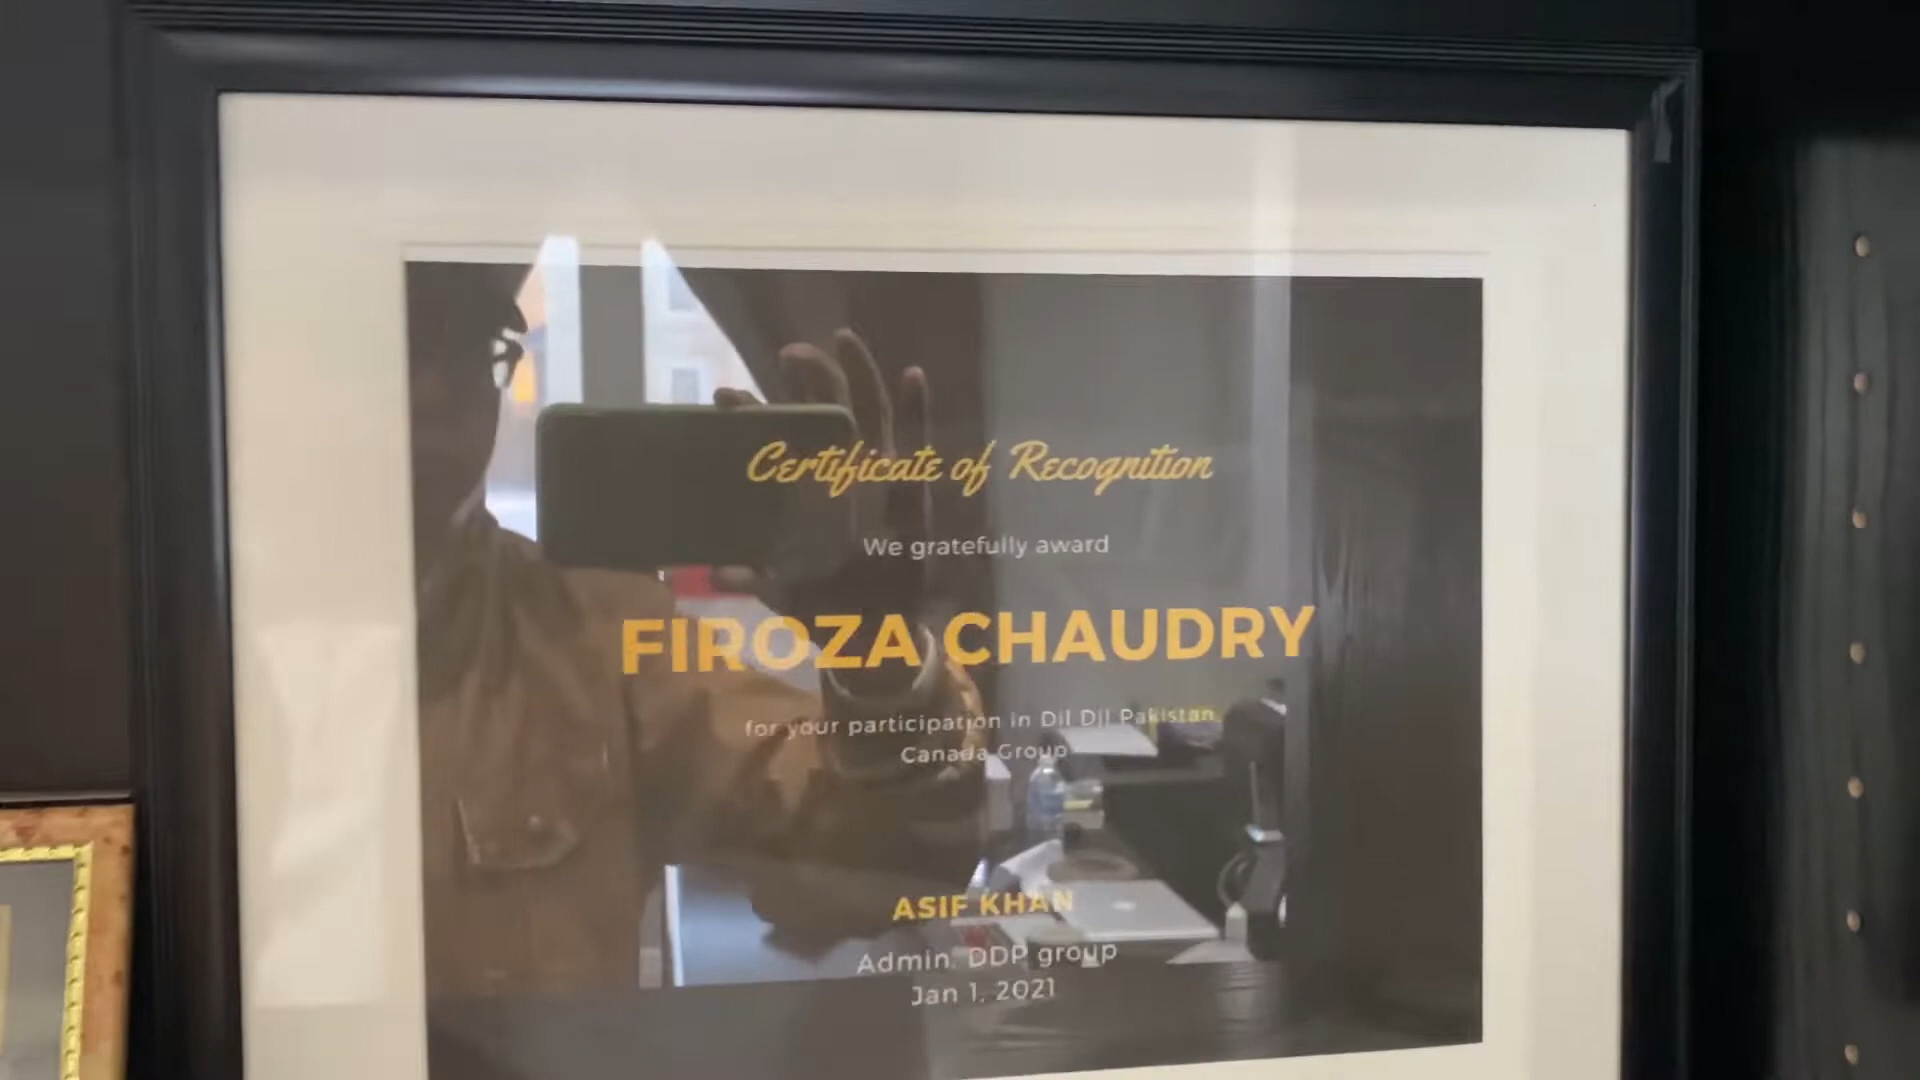 Certificate of Recognition
We gratefully award
FIROZA CHAUDRY
for your participation in Dil Dil Pakistan
Canada Group
ASIF KHAN
Admin. DDP group
Jan 1, 2021